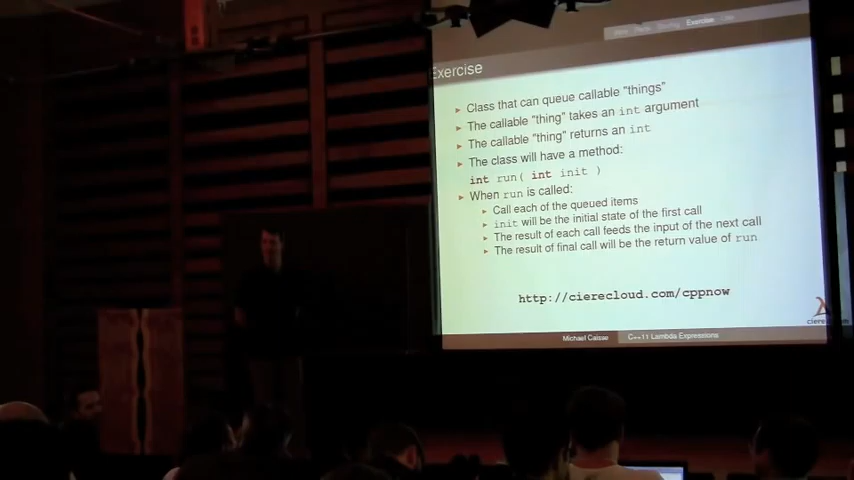 Exercise
Exercise
Class that can queue callable "things"
The callable "thing" takes an int argument
The callable "thing" returns an int
The class will have a method:
int run( int init )
When run is called:
Call each of the queued items
init will be the initial state of the first call
The result of each call feeds the input of the next call
The result of final call will be the return value of run
http://cierecloud.com/cppnow
Michael Caisse C++11 Lambda Expressions